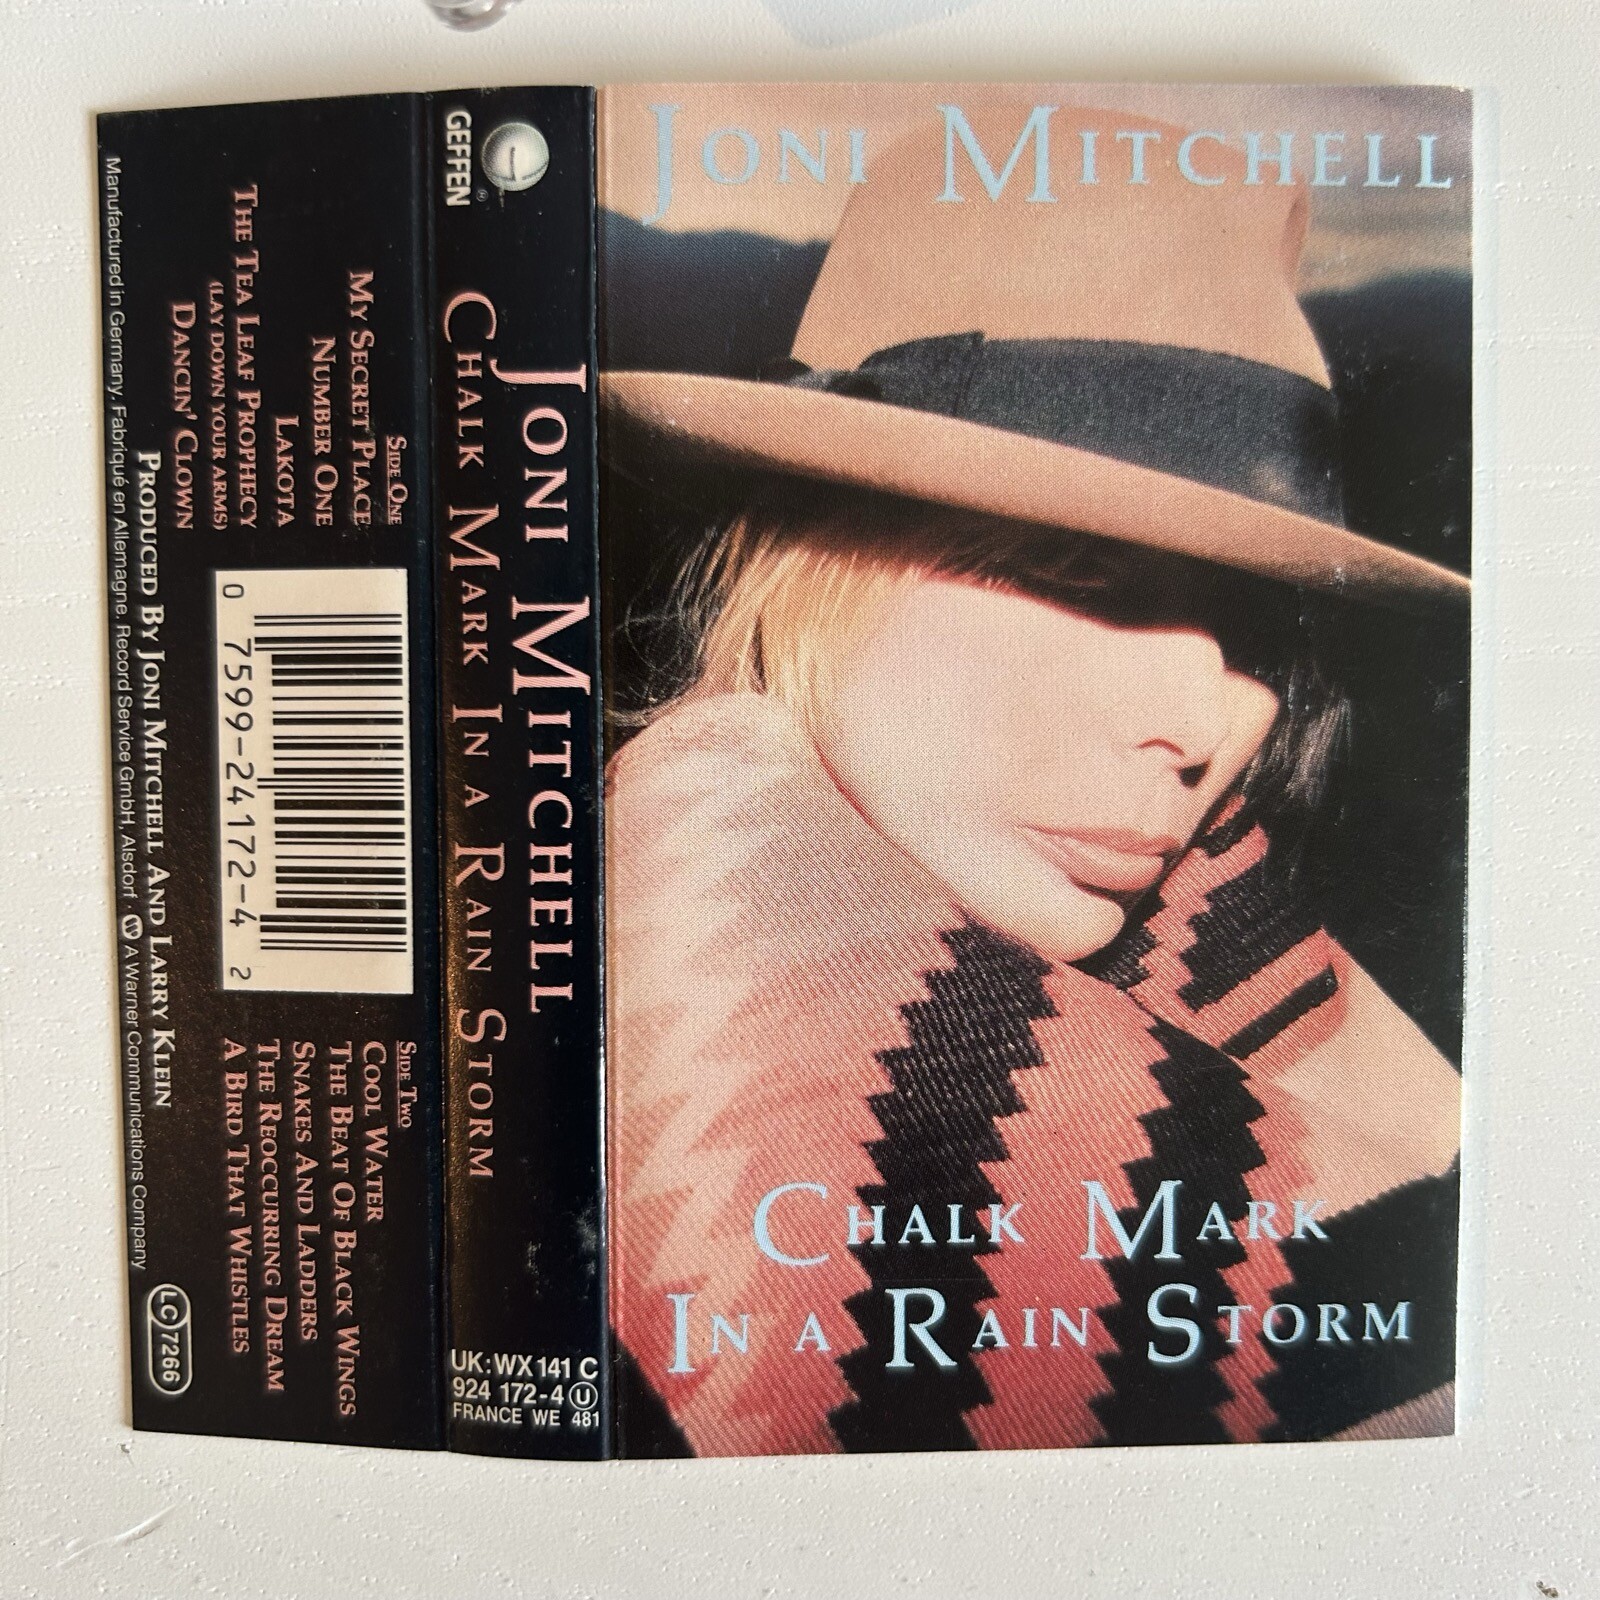 JONI MITCHELL
CHALK MARK
IN A RAIN STORM
GEFFEN ®
JONI MITCHELL
CHALK MARK IN A RAIN STORM
UK: WX 141 C
924 172-4 Ⓤ
FRANCE WE 481
SIDE ONE
MY SECRET PLACE
NUMBER ONE
LAKOTA
THE TEA LEAF PROPHECY
(LAY DOWN YOUR ARMS)
DANCIN' CLOWN
0 7599-24172-4 2
SIDE TWO
COOL WATER
THE BEAT OF BLACK WINGS
SNAKES AND LADDERS
THE REOCCURRING DREAM
A BIRD THAT WHISTLES
PRODUCED BY JONI MITCHELL AND LARRY KLEIN
Manufactured in Germany. Fabriqué en Allemagne. Record Service GmbH, Alsdorf A Warner Communications Company
LC 7266